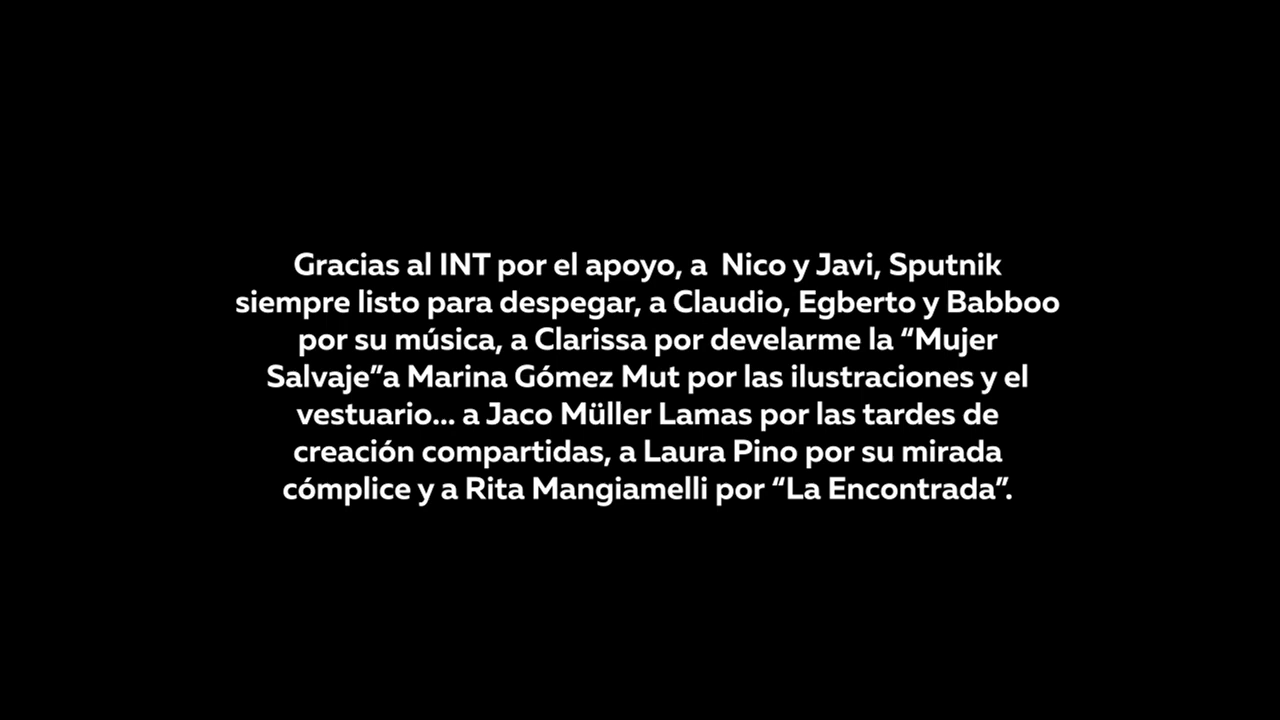 Gracias al INT por el apoyo, a  Nico y Javi, Sputnik
siempre listo para despegar, a Claudio, Egberto y Babboo
por su música, a Clarissa por develarme la “Mujer
Salvaje”a Marina Gómez Mut por las ilustraciones y el
vestuario... a Jaco Müller Lamas por las tardes de
creación compartidas, a Laura Pino por su mirada
cómplice y a Rita Mangiamelli por “La Encontrada”.